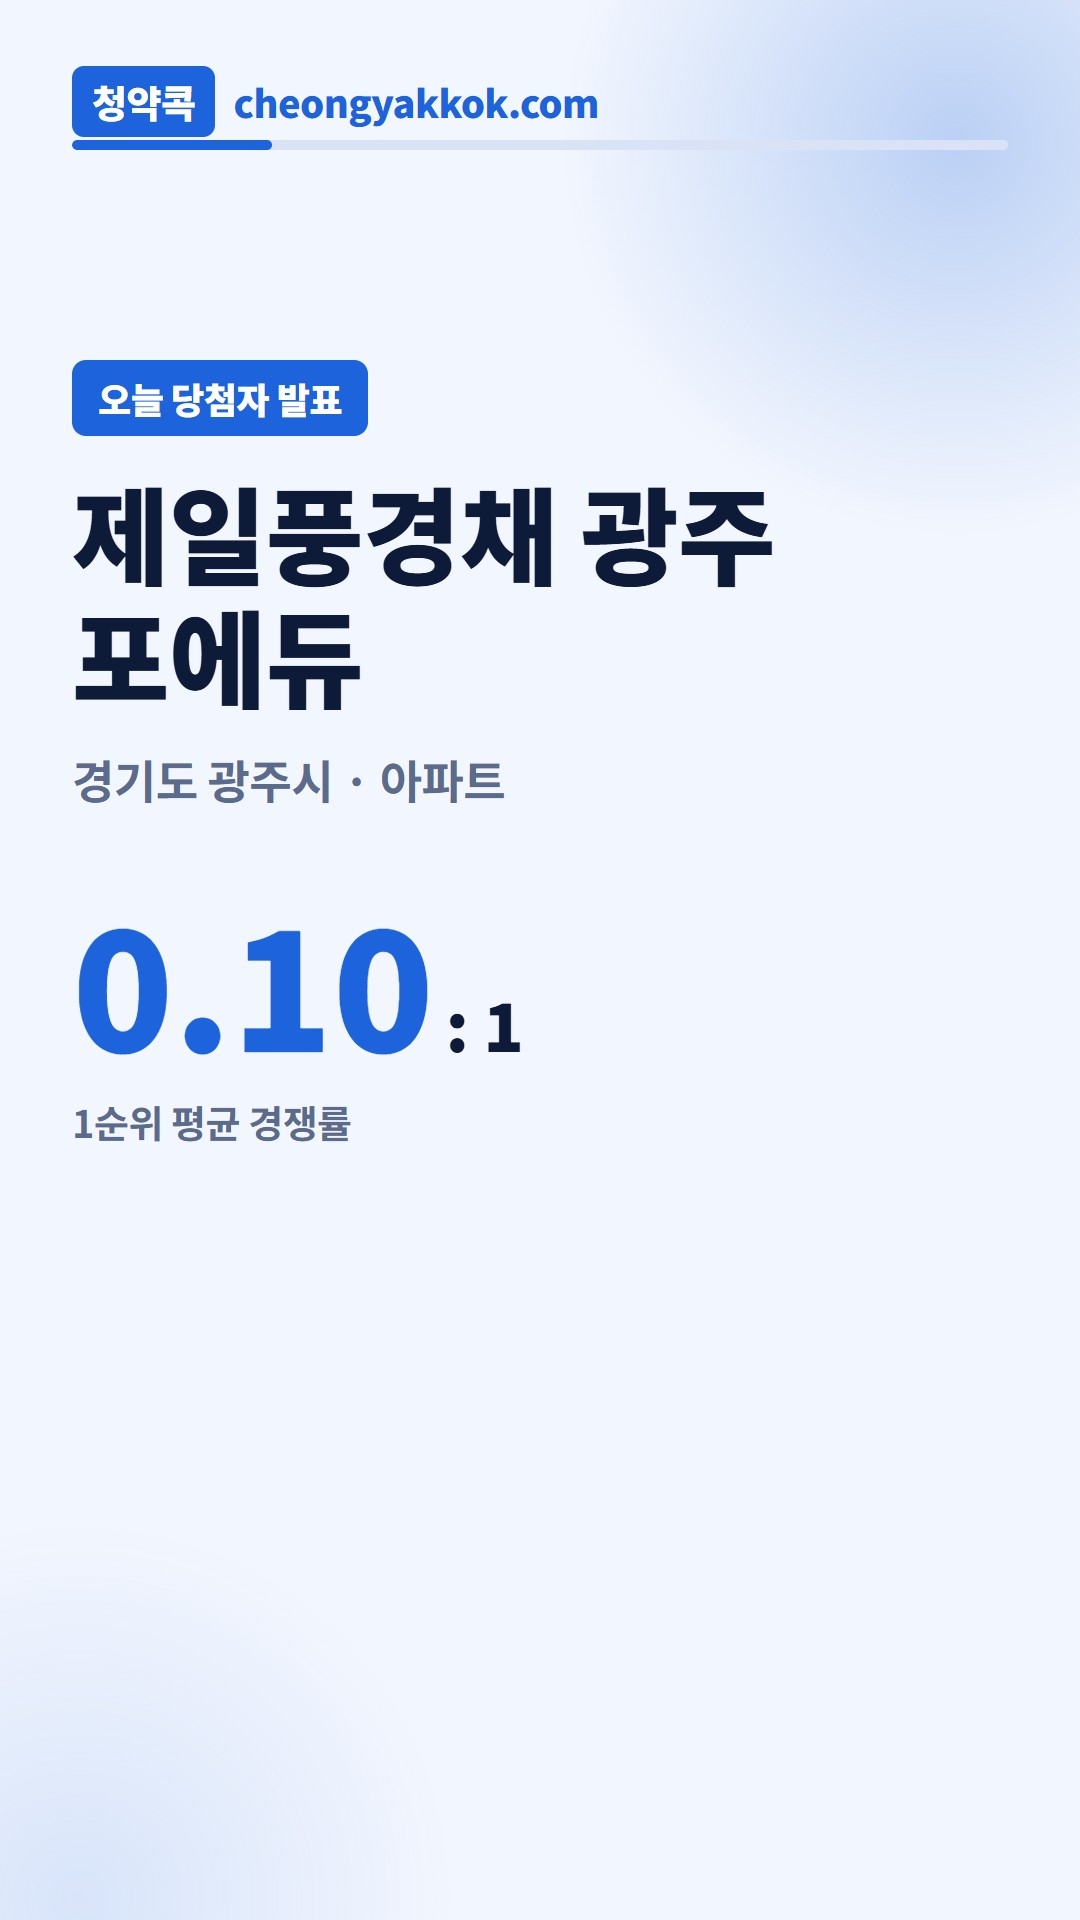 청약콕 cheongyakkok.com
오늘 당첨자 발표
제일풍경채 광주
포에듀
경기도 광주시 · 아파트
0.10 : 1
1순위 평균 경쟁률